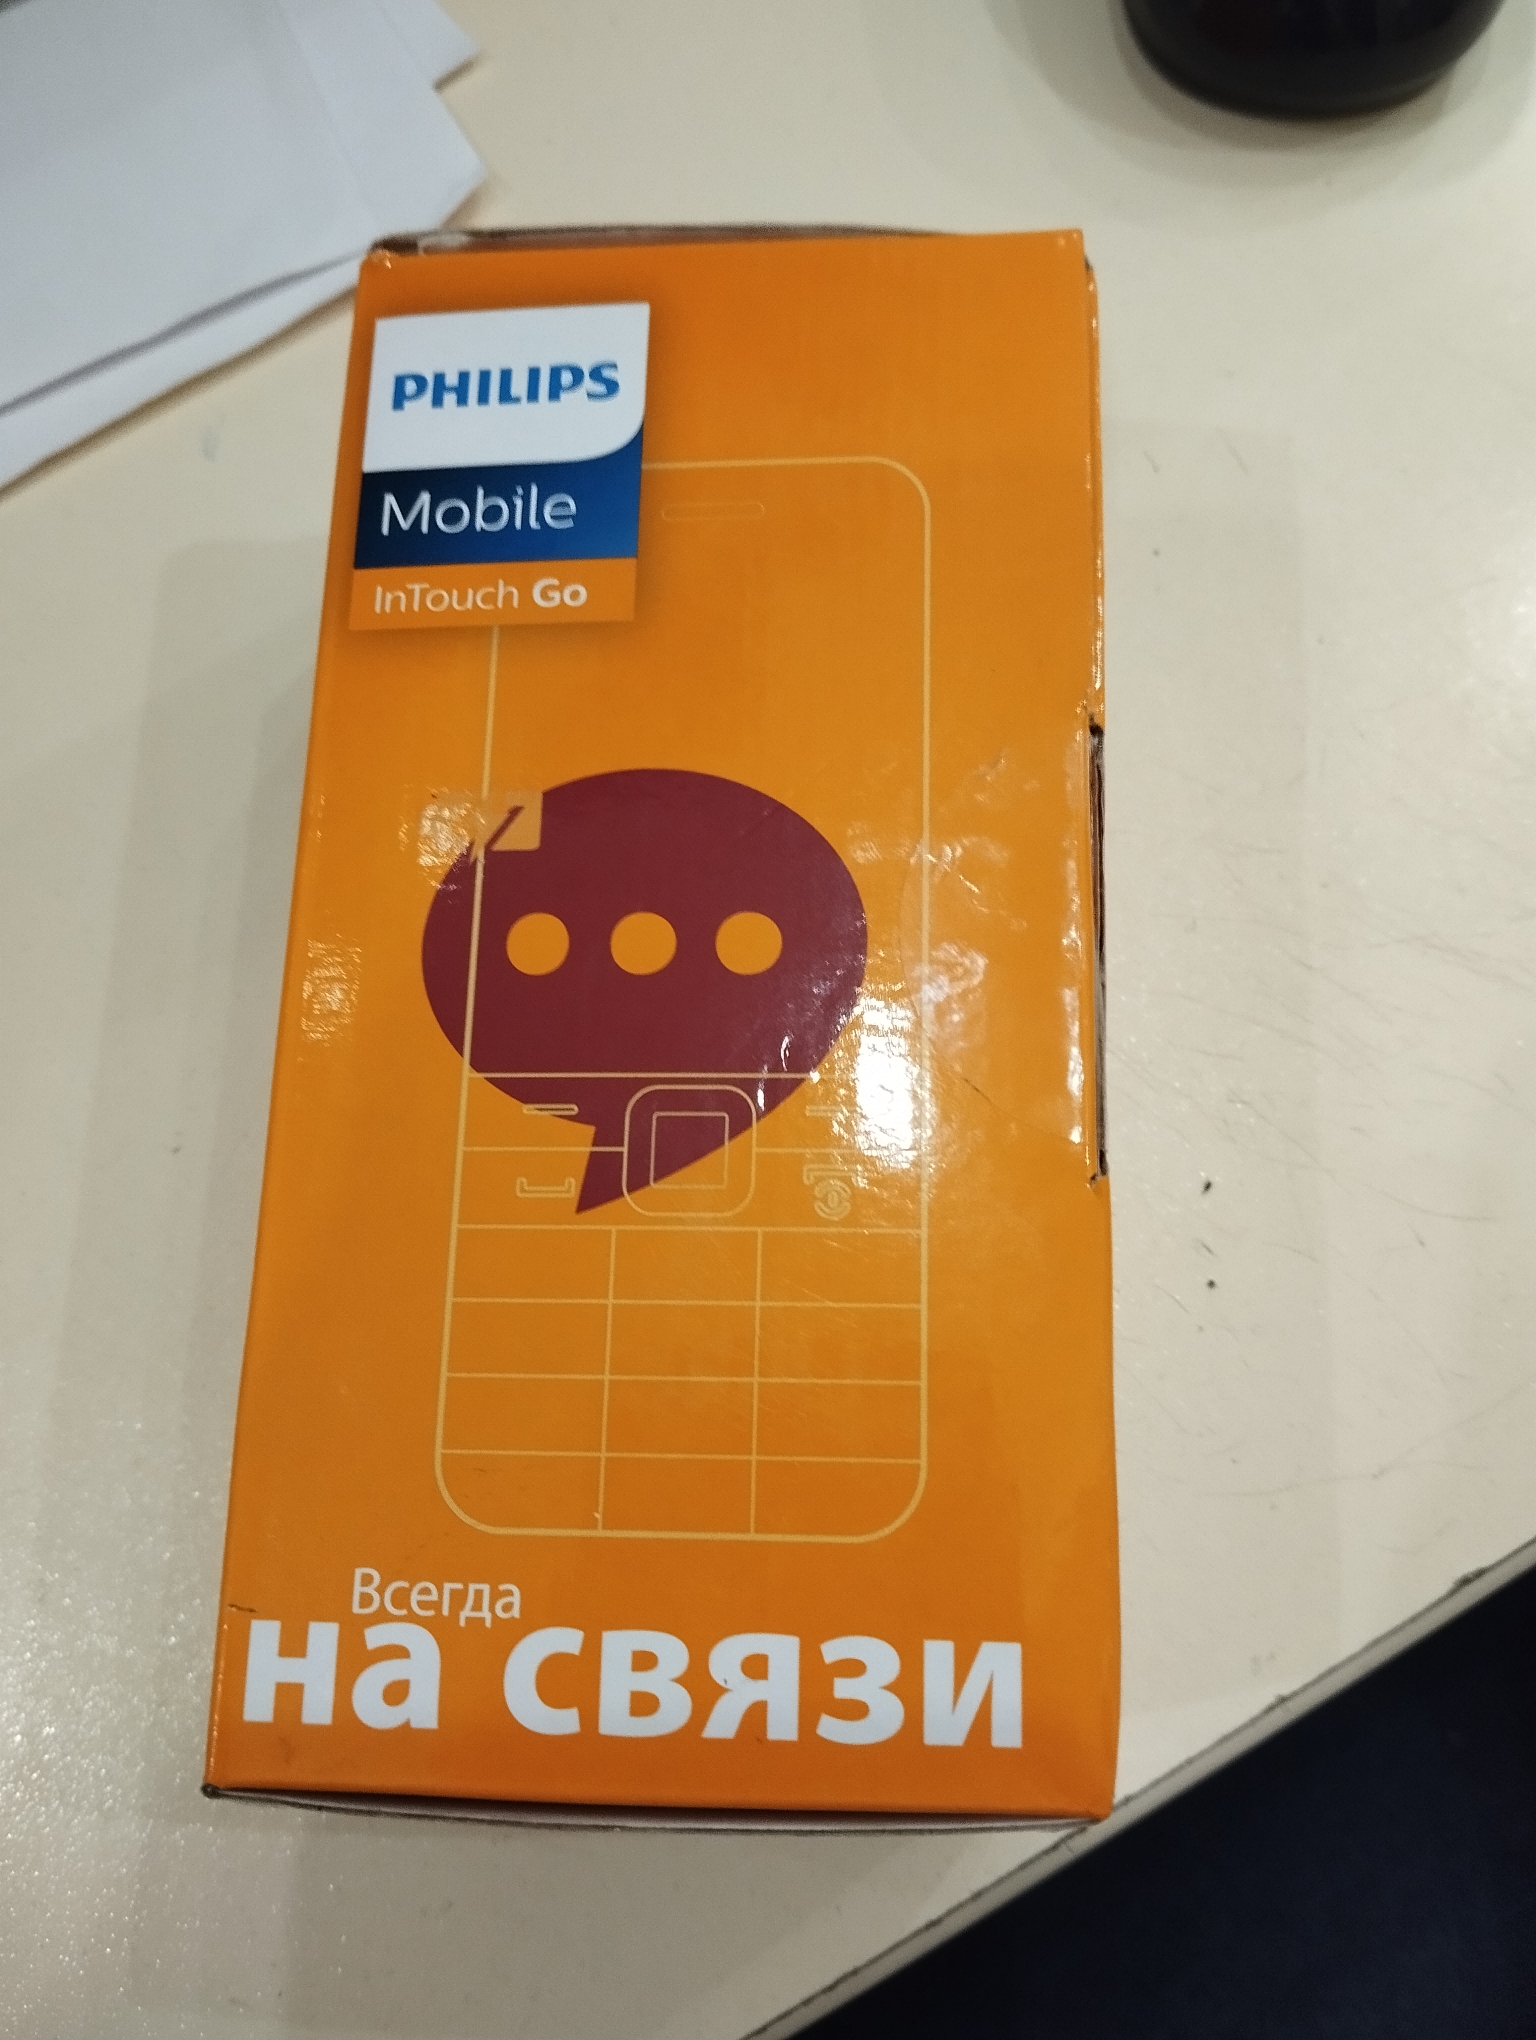 PHILIPS
Mobile
InTouch Go
Всегда
на связи